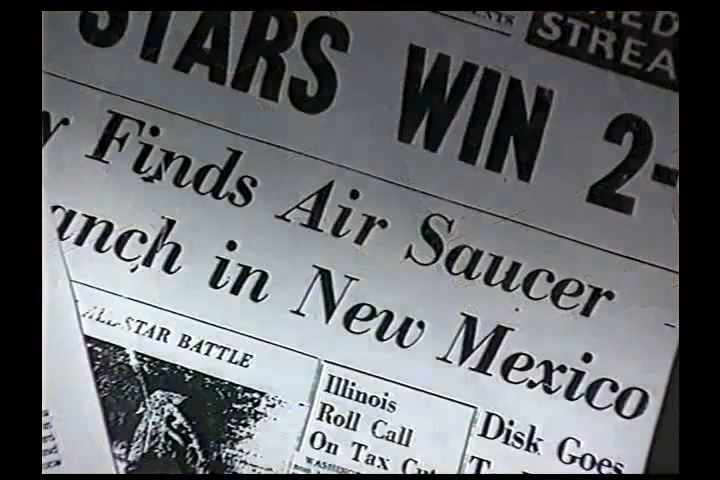 STREA
STARS WIN 2-
y Finds Air Saucer
anch in New Mexico
ALL-STAR BATTLE
Illinois
Roll Call
On Tax Cut
Disk Goes